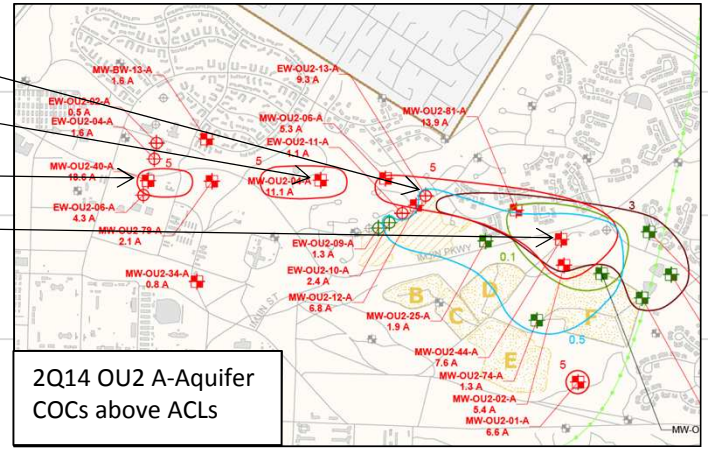 MW-BW-13-A
1.6 A
EW-OU2-13-A
9.3 A
EW-OU2-02-A
0.5 A
EW-OU2-04-A
1.6 A
MW-OU2-06-A
5.3 A
EW-OU2-11-A
1.1 A
MW-OU2-81-A
13.9 A
MW-OU2-40-A
18.6 A
5
5
5
MW-OU2-04-A
11.1 A
3
EW-OU2-06-A
4.3 A
MW-OU2-79-A
2.1 A
EW-OU2-09-A
1.3 A
IMJIN PKWY
0.1
MW-OU2-34-A
0.8 A
EW-OU2-10-A
2.4 A
MW-OU2-12-A
6.8 A
IMJIN ST
B
C
D
E
F
MW-OU2-25-A
1.9 A
0.5
MW-OU2-44-A
7.6 A
MW-OU2-74-A
1.3 A
MW-OU2-02-A
5.4 A
MW-OU2-01-A
6.6 A
5
MW-O
2Q14 OU2 A-Aquifer
COCs above ACLs